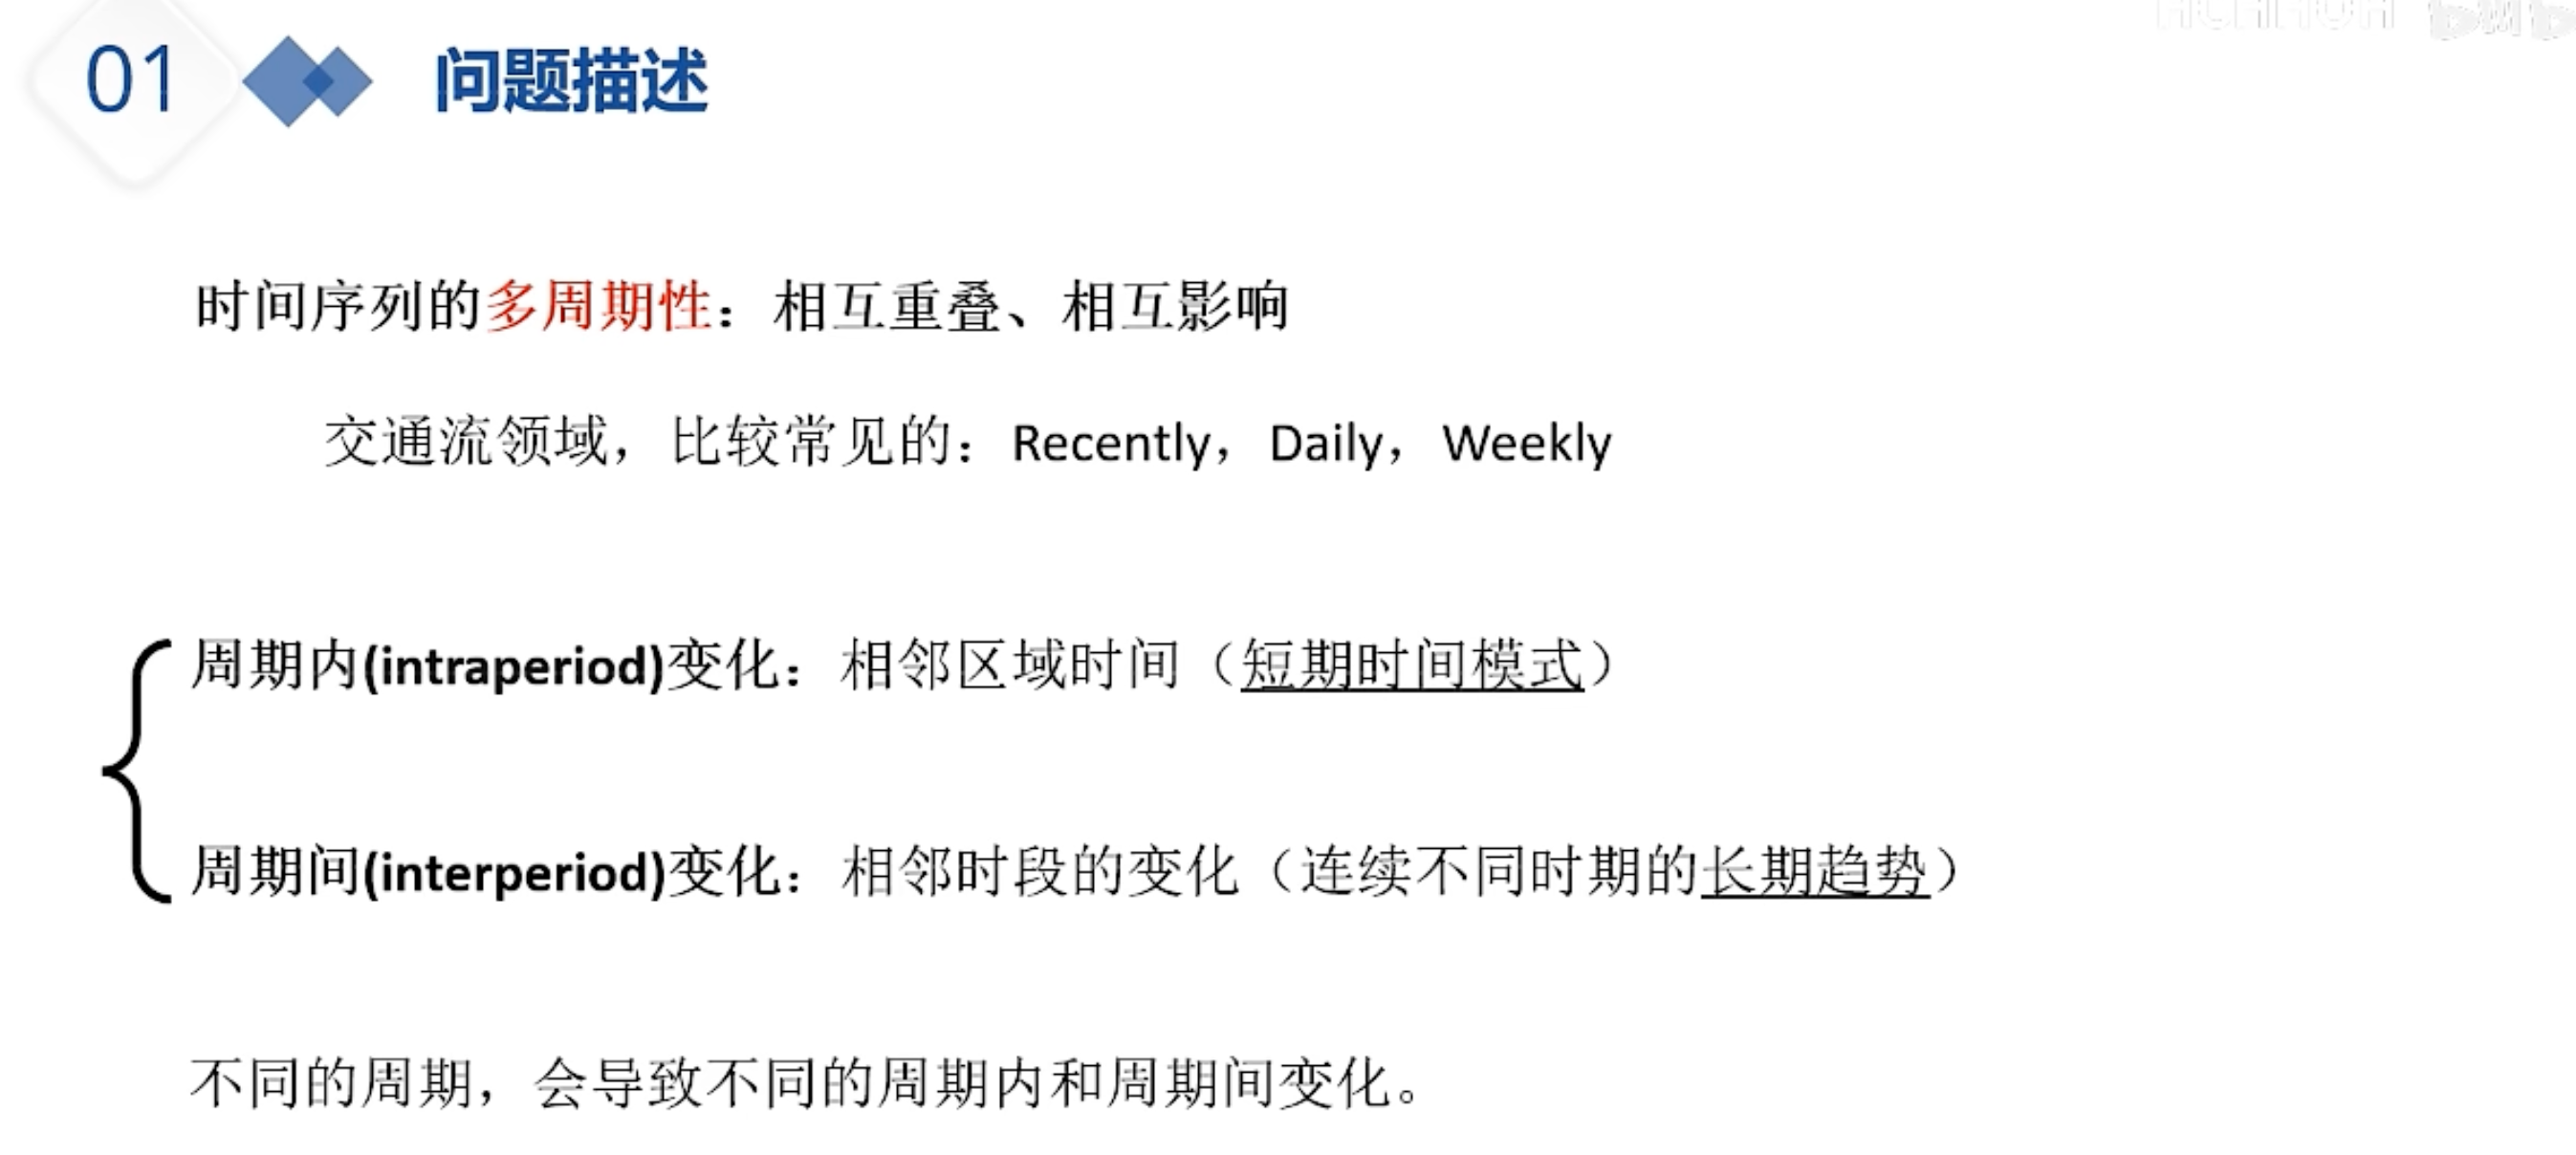 01 问题描述
时间序列的多周期性：相互重叠、相互影响
交通流领域，比较常见的：Recently，Daily，Weekly
周期内(intraperiod)变化：相邻区域时间（短期时间模式）
周期间(interperiod)变化：相邻时段的变化（连续不同时期的长期趋势）
不同的周期，会导致不同的周期内和周期间变化。